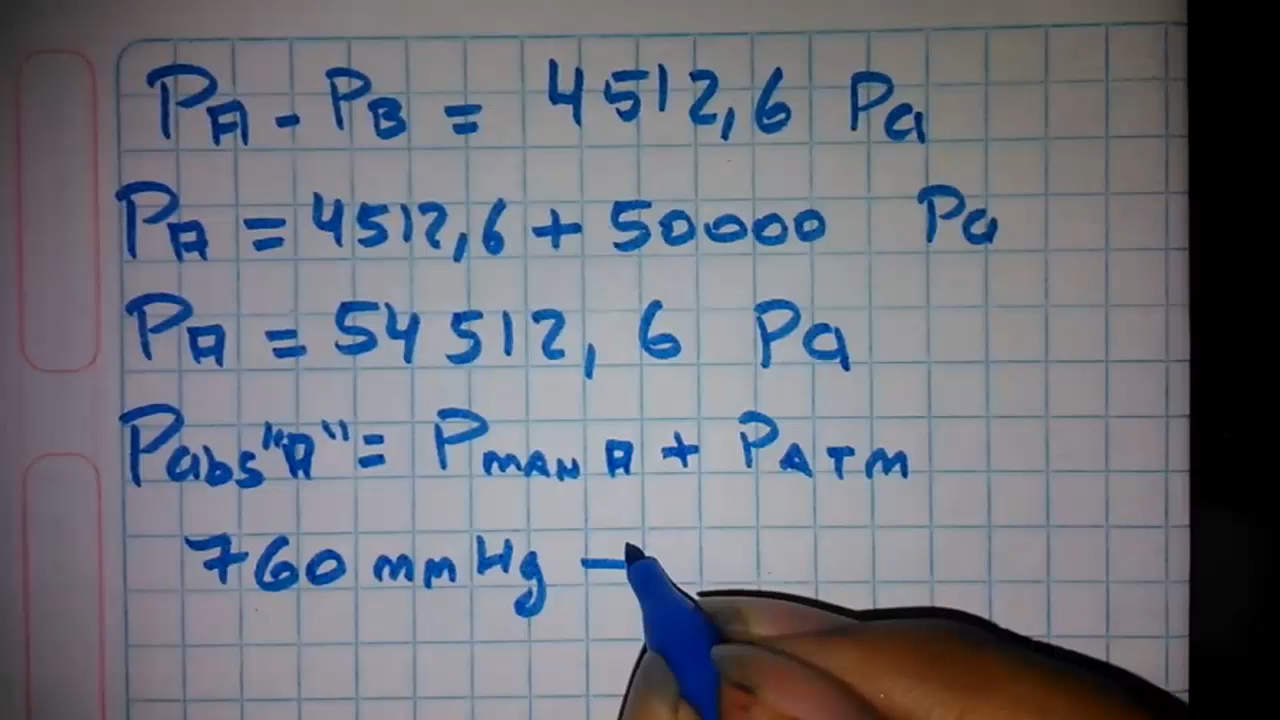 PA - PB = 4512,6 Pa
PA = 4512,6 + 50000 Pa
PA = 54512,6 Pa
Pabs"A" = PMAN A + PATM
760 mmHg —